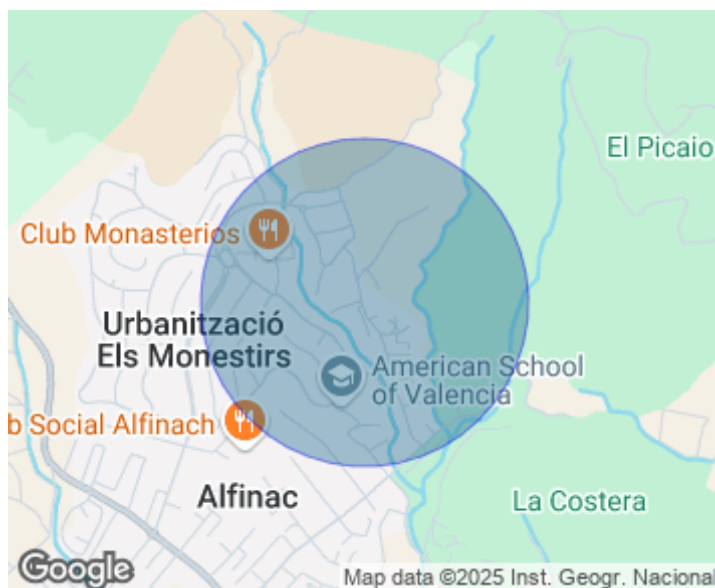 El Picaio
Club Monasterios
Urbanització
Els Monestirs
American School
of Valencia
b Social Alfinach
Alfinac
La Costera
Google
Map data ©2025 Inst. Geogr. Nacional